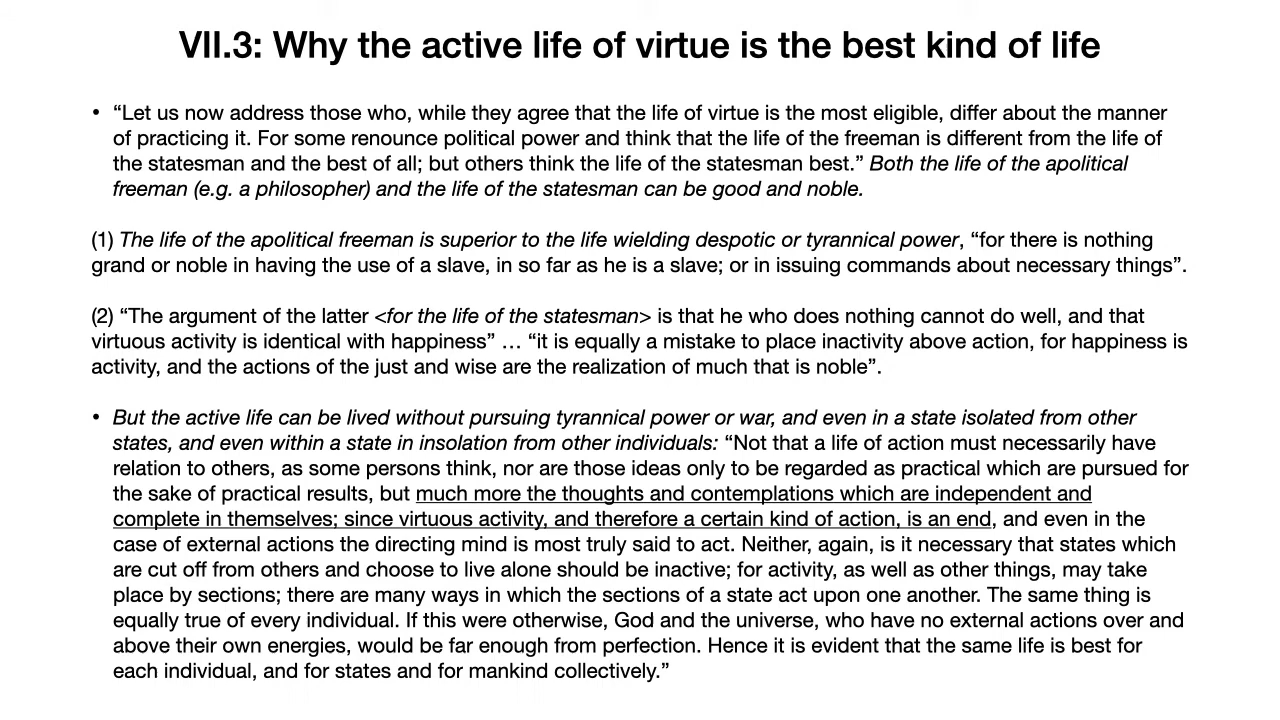 VII.3: Why the active life of virtue is the best kind of life
• “Let us now address those who, while they agree that the life of virtue is the most eligible, differ about the manner
of practicing it. For some renounce political power and think that the life of the freeman is different from the life of
the statesman and the best of all; but others think the life of the statesman best.” Both the life of the apolitical
freeman (e.g. a philosopher) and the life of the statesman can be good and noble.
(1) The life of the apolitical freeman is superior to the life wielding despotic or tyrannical power, “for there is nothing
grand or noble in having the use of a slave, in so far as he is a slave; or in issuing commands about necessary things”.
(2) “The argument of the latter <for the life of the statesman> is that he who does nothing cannot do well, and that
virtuous activity is identical with happiness” … “it is equally a mistake to place inactivity above action, for happiness is
activity, and the actions of the just and wise are the realization of much that is noble”.
• But the active life can be lived without pursuing tyrannical power or war, and even in a state isolated from other
states, and even within a state in insolation from other individuals: “Not that a life of action must necessarily have
relation to others, as some persons think, nor are those ideas only to be regarded as practical which are pursued for
the sake of practical results, but much more the thoughts and contemplations which are independent and
complete in themselves; since virtuous activity, and therefore a certain kind of action, is an end, and even in the
case of external actions the directing mind is most truly said to act. Neither, again, is it necessary that states which
are cut off from others and choose to live alone should be inactive; for activity, as well as other things, may take
place by sections; there are many ways in which the sections of a state act upon one another. The same thing is
equally true of every individual. If this were otherwise, God and the universe, who have no external actions over and
above their own energies, would be far enough from perfection. Hence it is evident that the same life is best for
each individual, and for states and for mankind collectively.”